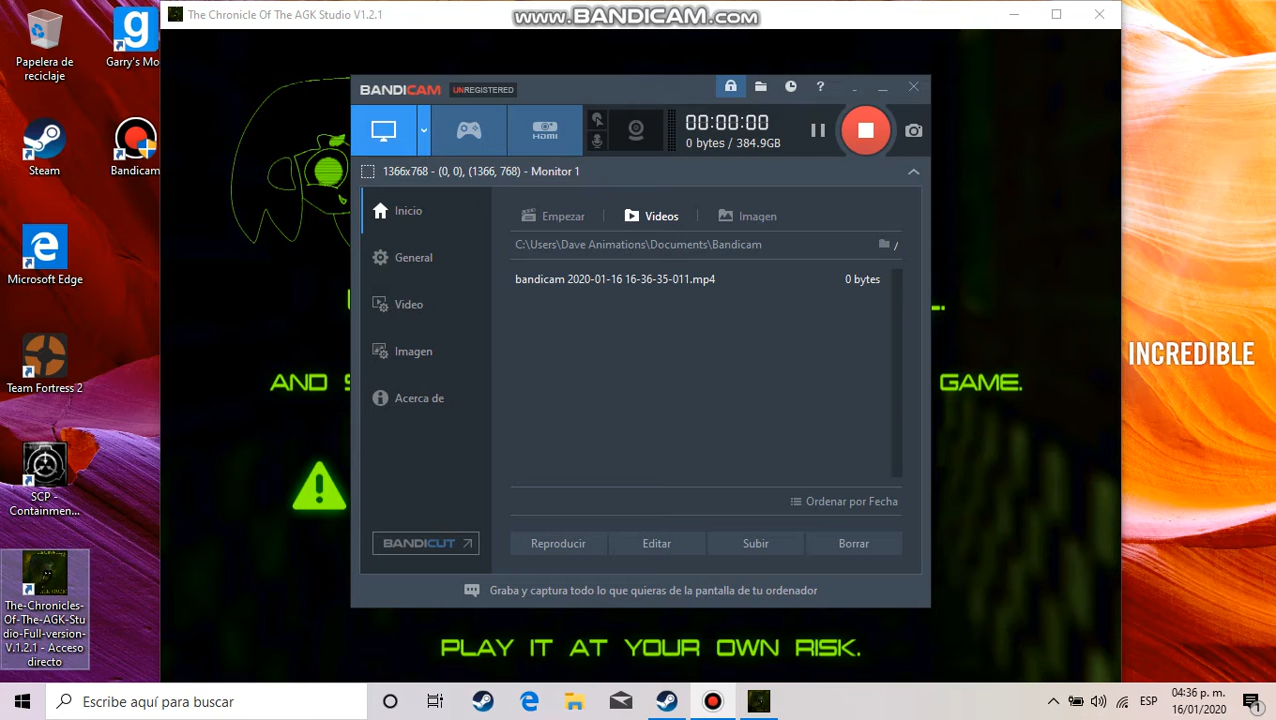 Papelera de
reciclaje
Garry's Mo
Steam
Bandicam
Microsoft Edge
Team Fortress 2
SCP -
Containmen...
The-Chronicles-
Of-The-AGK-Stu
dio-Full-version-
V.1.2.1 - Acceso
directo
The Chronicle Of The AGK Studio V1.2.1
www.BANDICAM.com
BANDICAM UNREGISTERED
HDMI
00:00:00
0 bytes / 384.9GB
1366x768 - (0, 0), (1366, 768) - Monitor 1
Inicio
General
Video
Imagen
Acerca de
BANDICUT
Empezar
Videos
Imagen
C:\Users\Dave Animations\Documents\Bandicam
bandicam 2020-01-16 16-36-35-011.mp4 0 bytes
Ordenar por Fecha
Reproducir Editar Subir Borrar
Graba y captura todo lo que quieras de la pantalla de tu ordenador
AND
GAME.
PLAY IT AT YOUR OWN RISK.
INCREDIBLE
Escribe aquí para buscar
ESP
04:36 p. m.
16/01/2020
1